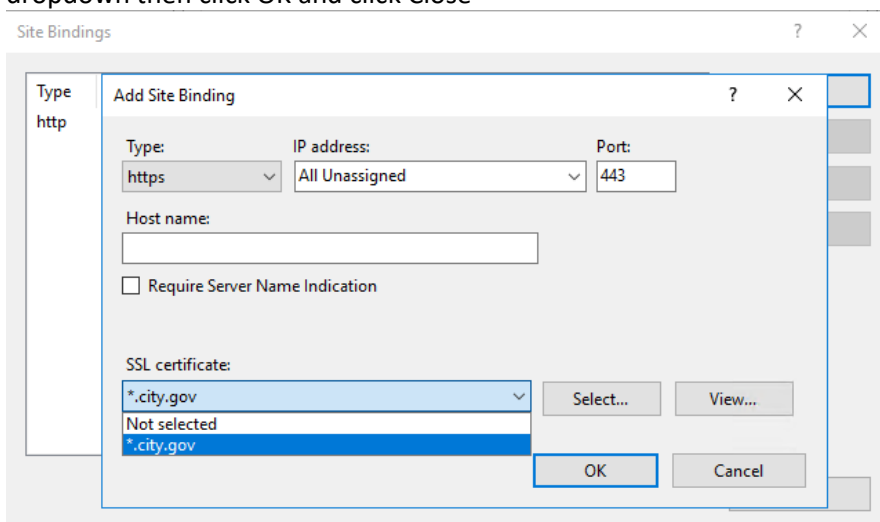 dropdown then click OK and click Close
Site Bindings ? ×
Type
http
Add Site Binding ? ×
Type: IP address: Port:
https All Unassigned 443
Host name:
Require Server Name Indication
SSL certificate:
*.city.gov Select... View...
Not selected
*.city.gov
OK Cancel